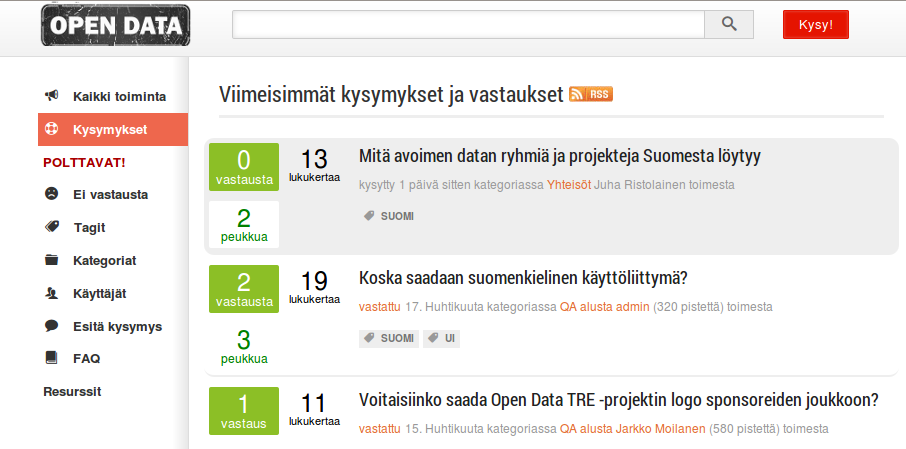 OPEN DATA
Kysy!
Kaikki toiminta
Kysymykset
POLTTAVAT!
Ei vastausta
Tagit
Kategoriat
Käyttäjät
Esitä kysymys
FAQ
Resurssit
Viimeisimmät kysymykset ja vastaukset RSS
0
vastausta
13
lukukertaa
2
peukkua
Mitä avoimen datan ryhmiä ja projekteja Suomesta löytyy
kysytty 1 päivä sitten kategoriassa Yhteisöt Juha Ristolainen toimesta
SUOMI
2
vastausta
19
lukukertaa
3
peukkua
Koska saadaan suomenkielinen käyttöliittymä?
vastattu 17. Huhtikuuta kategoriassa QA alusta admin (320 pistettä) toimesta
SUOMI UI
1
vastaus
11
lukukertaa
Voitaisiinko saada Open Data TRE -projektin logo sponsoreiden joukkoon?
vastattu 15. Huhtikuuta kategoriassa QA alusta Jarkko Moilanen (580 pistettä) toimesta